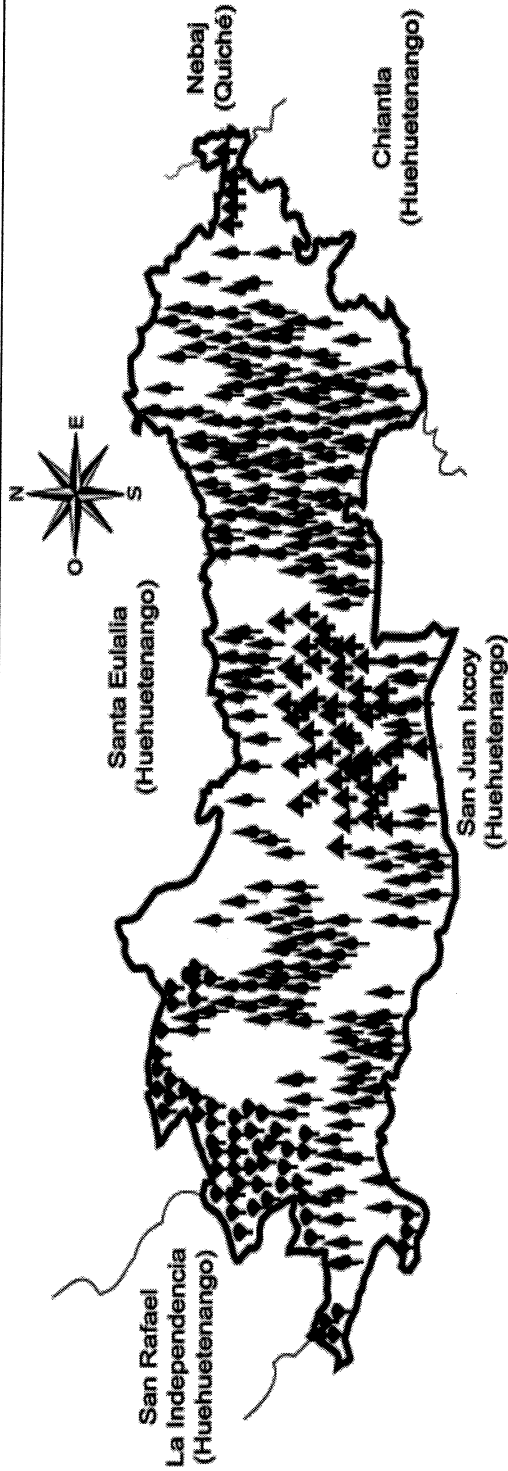 San Rafael
La Independencia
(Huehuetenango)
Santa Eulalia
(Huehuetenango)
N
O
E
S
Nebaj
(Quiché)
San Juan Ixcoy
(Huehuetenango)
Chiantla
(Huehuetenango)